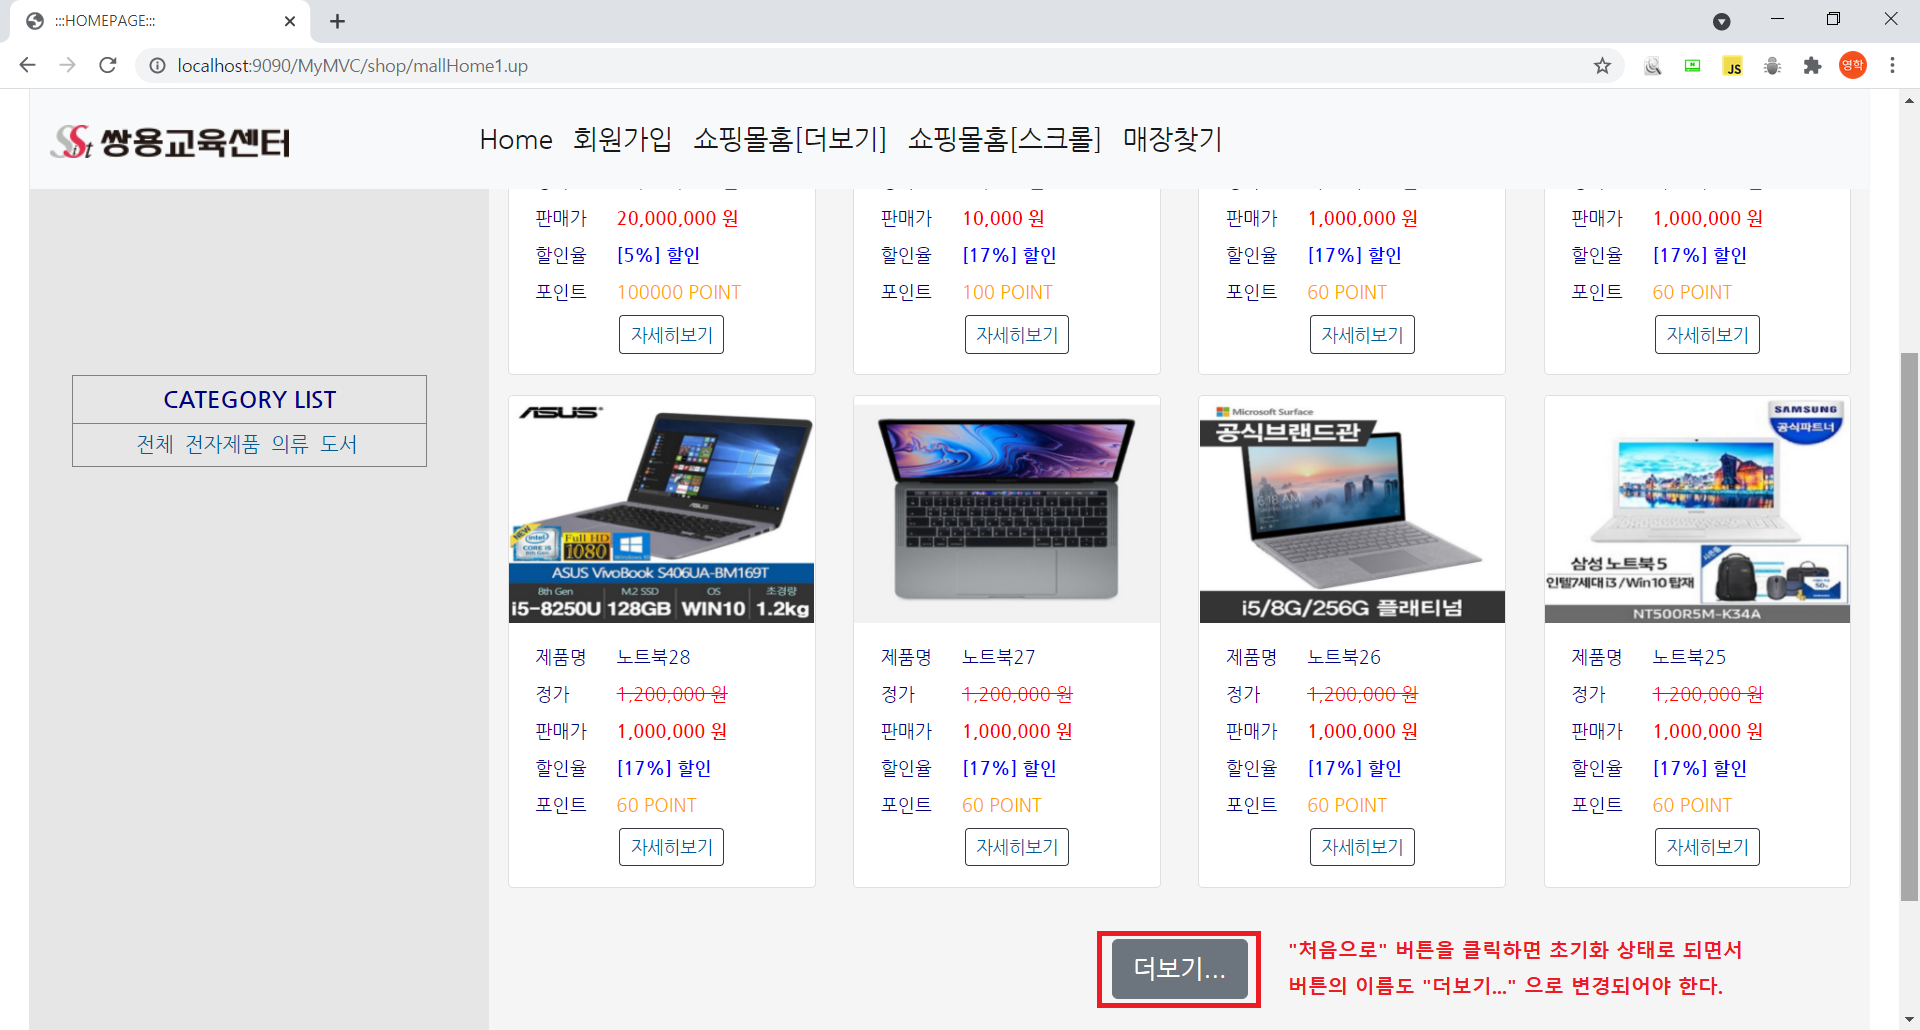 :::HOMEPAGE:::
localhost:9090/MyMVC/shop/mallHome1.up
영학
JS
SiSt 쌍용교육센터
Home 회원가입 쇼핑몰홈[더보기] 쇼핑몰홈[스크롤] 매장찾기
CATEGORY LIST
전체 전자제품 의류 도서
판매가 20,000,000 원
할인율 [5%] 할인
포인트 100000 POINT
자세히보기
판매가 10,000 원
할인율 [17%] 할인
포인트 100 POINT
자세히보기
판매가 1,000,000 원
할인율 [17%] 할인
포인트 60 POINT
자세히보기
판매가 1,000,000 원
할인율 [17%] 할인
포인트 60 POINT
자세히보기
ASUS
NEW
intel
CORE i5
8th Gen
Full HD
1080
Windows 10
ASUS
ASUS VivoBook S406UA-BM169T
8th Gen M.2 SSD OS 초경량
i5-8250U 128GB WIN10 1.2kg
제품명 노트북28
정가 1,200,000 원
판매가 1,000,000 원
할인율 [17%] 할인
포인트 60 POINT
자세히보기
제품명 노트북27
정가 1,200,000 원
판매가 1,000,000 원
할인율 [17%] 할인
포인트 60 POINT
자세히보기
Microsoft Surface
공식브랜드관
6:18 AM
i5/8G/256G 플래티넘
제품명 노트북26
정가 1,200,000 원
판매가 1,000,000 원
할인율 [17%] 할인
포인트 60 POINT
자세히보기
SAMSUNG
공식파트너
삼성 노트북 5
인텔7세대 i3 / Win10 탑재
NT500R5M-K34A
제품명 노트북25
정가 1,200,000 원
판매가 1,000,000 원
할인율 [17%] 할인
포인트 60 POINT
자세히보기
더보기...
"처음으로" 버튼을 클릭하면 초기화 상태로 되면서
버튼의 이름도 "더보기..." 으로 변경되어야 한다.